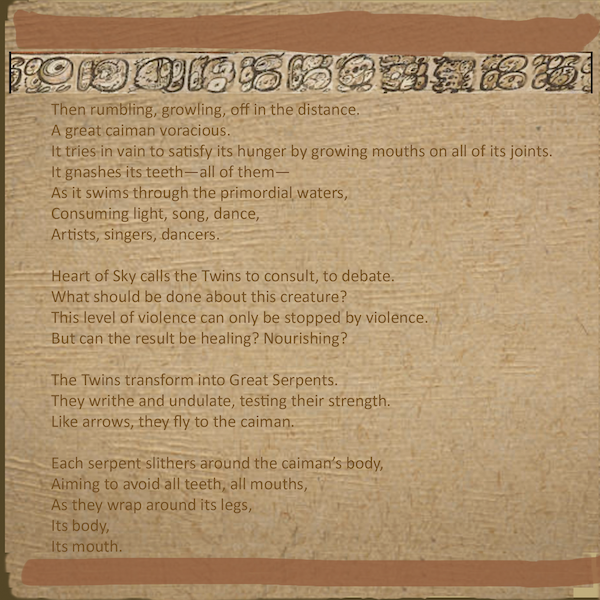 Then rumbling, growling, off in the distance.
A great caiman voracious.
It tries in vain to satisfy its hunger by growing mouths on all of its joints.
It gnashes its teeth—all of them—
As it swims through the primordial waters,
Consuming light, song, dance,
Artists, singers, dancers.
Heart of Sky calls the Twins to consult, to debate.
What should be done about this creature?
This level of violence can only be stopped by violence.
But can the result be healing? Nourishing?
The Twins transform into Great Serpents.
They writhe and undulate, testing their strength.
Like arrows, they fly to the caiman.
Each serpent slithers around the caiman’s body,
Aiming to avoid all teeth, all mouths,
As they wrap around its legs,
Its body,
Its mouth.